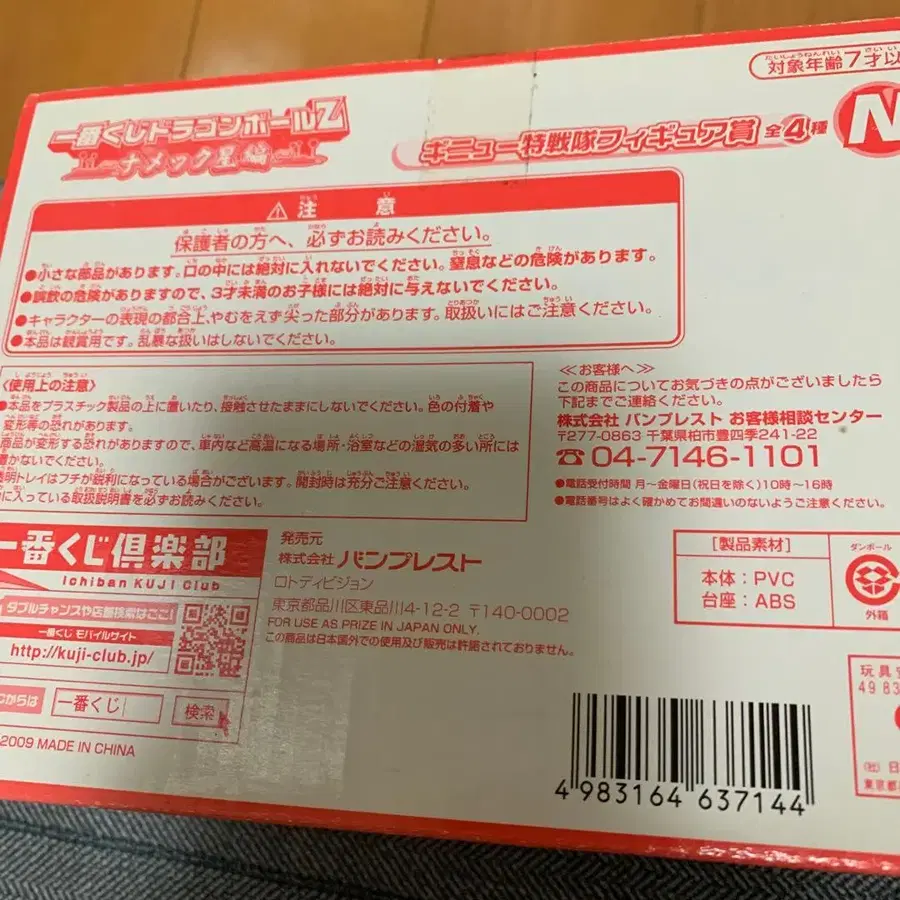 対象年齢7才以
一番くじドラゴンボールZ
~ナメック星編~
ギニュー特戦隊フィギュア賞 全4種
N
⚠注 意
保護者の方へ、必ずお読みください。
●小さな部品があります。口の中には絶対に入れないでください。窒息などの危険があります。
●誤飲の危険がありますので、3才未満のお子様には絶対に与えないでください。
●キャラクターの表現の都合上、やむをえず尖った部分があります。取扱いにはご注意ください。
●本品は観賞用です。乱暴な扱いはしないでください。
〈使用上の注意〉
●本品をプラスチック製品の上に置いたり、接触させたままにしないでください。色の付着や
変形等の恐れがあります。
商品が変形する恐れがありますので、車内など高温になる場所・浴室などの湿気の多い所には
置かないでください。
透明トレイはフチが鋭利になっている場合がございます。開封時は充分ご注意ください。
に入っている取扱説明書を必ずお読みください。
≪お客様へ≫
この商品についてお気づきの点がございましたら
下記までご連絡ください。
株式会社 バンプレスト お客様相談センター
〒277-0863 千葉県柏市豊四季241-22
☎04-7146-1101
●電話受付時間 月~金曜日(祝日を除く)10時~16時
●電話番号はよく確かめてお間違いのないようご注意ください。
一番くじ倶楽部
Ichiban KUJI Club
ダブルチャンスや店舗検索はここ!
一番くじ モバイルサイト
http://kuji-club.jp/
からは
一番くじ
検索
2009 MADE IN CHINA
発売元
株式会社 バンプレスト
ロトディビジョン
東京都品川区東品川4-12-2 〒140-0002
FOR USE AS PRIZE IN JAPAN ONLY.
この商品は日本国外での使用及び販売は許諾されておりません。
[製品素材]
本体:PVC
台座:ABS
ダンボール
外箱
玩具
49 83
(社)日
東京都
4 983164 637144